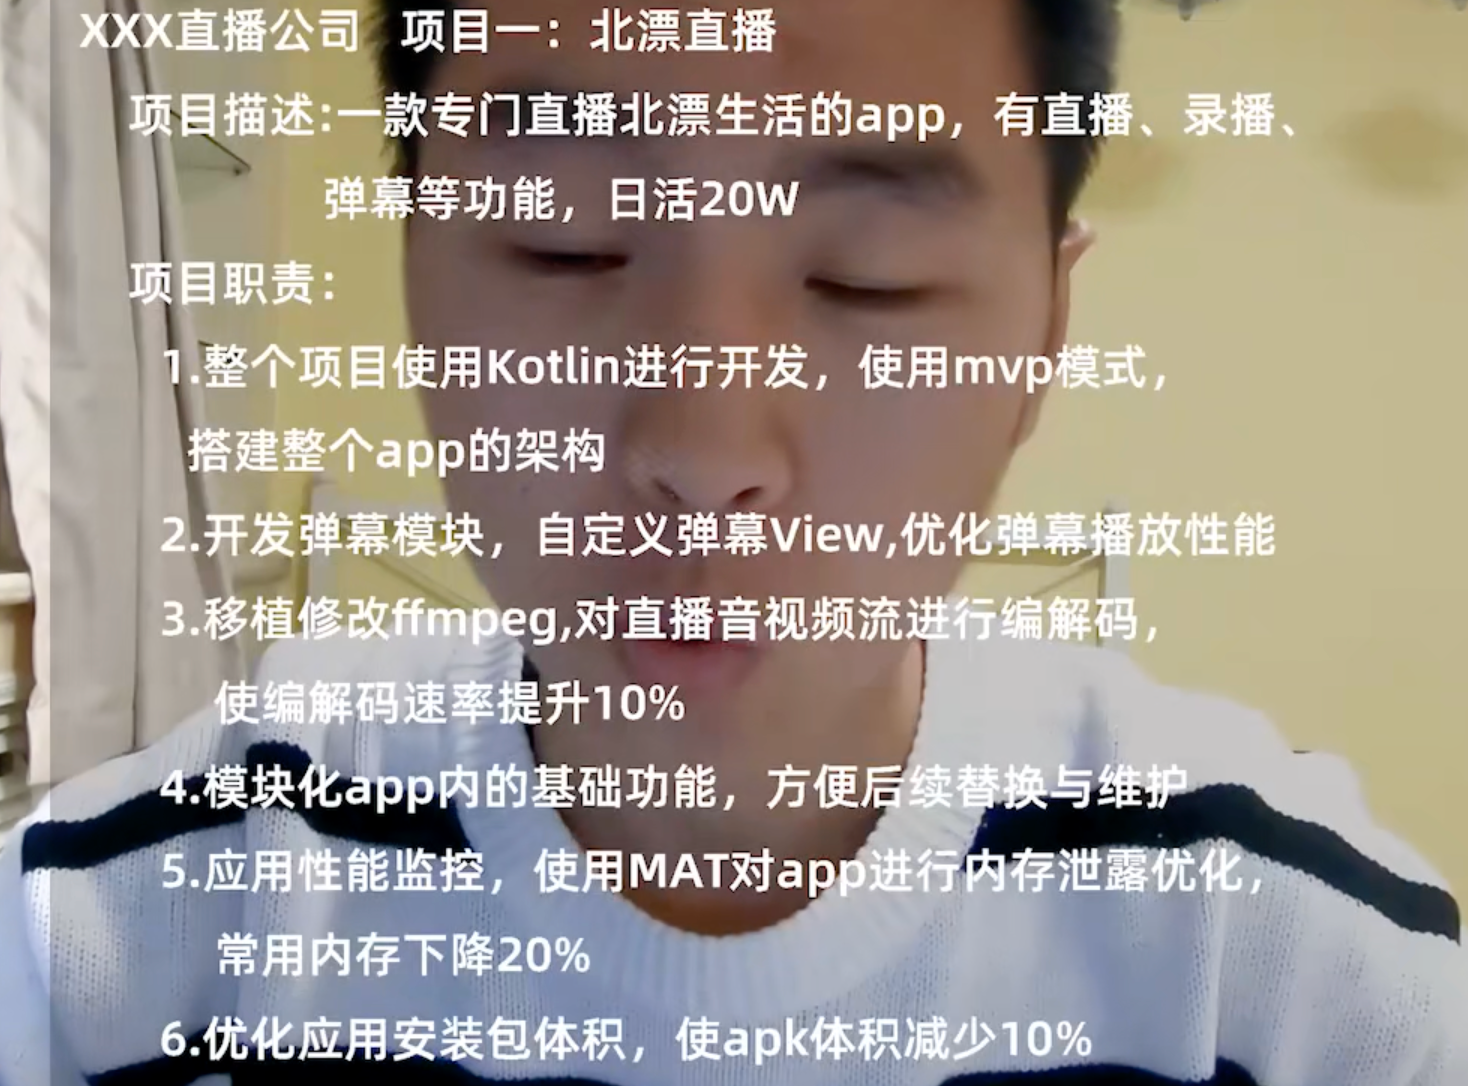 XXX直播公司 项目一：北漂直播
项目描述:一款专门直播北漂生活的app，有直播、录播、
弹幕等功能，日活20W
项目职责：
1.整个项目使用Kotlin进行开发，使用mvp模式，
搭建整个app的架构
2.开发弹幕模块，自定义弹幕View,优化弹幕播放性能
3.移植修改ffmpeg,对直播音视频流进行编解码，
使编解码速率提升10%
4.模块化app内的基础功能，方便后续替换与维护
5.应用性能监控，使用MAT对app进行内存泄露优化，
常用内存下降20%
6.优化应用安装包体积，使apk体积减少10%